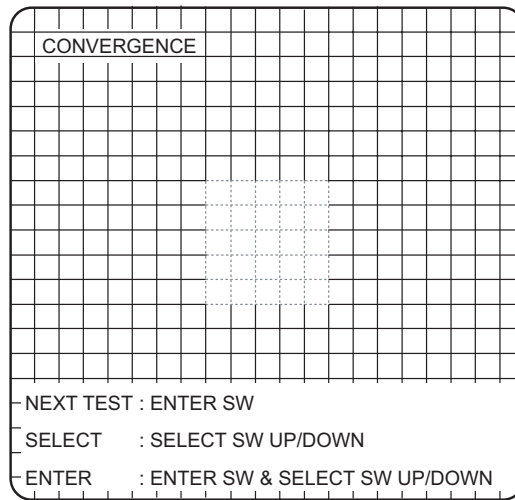 CONVERGENCE
NEXT TEST : ENTER SW
SELECT : SELECT SW UP/DOWN
ENTER : ENTER SW & SELECT SW UP/DOWN